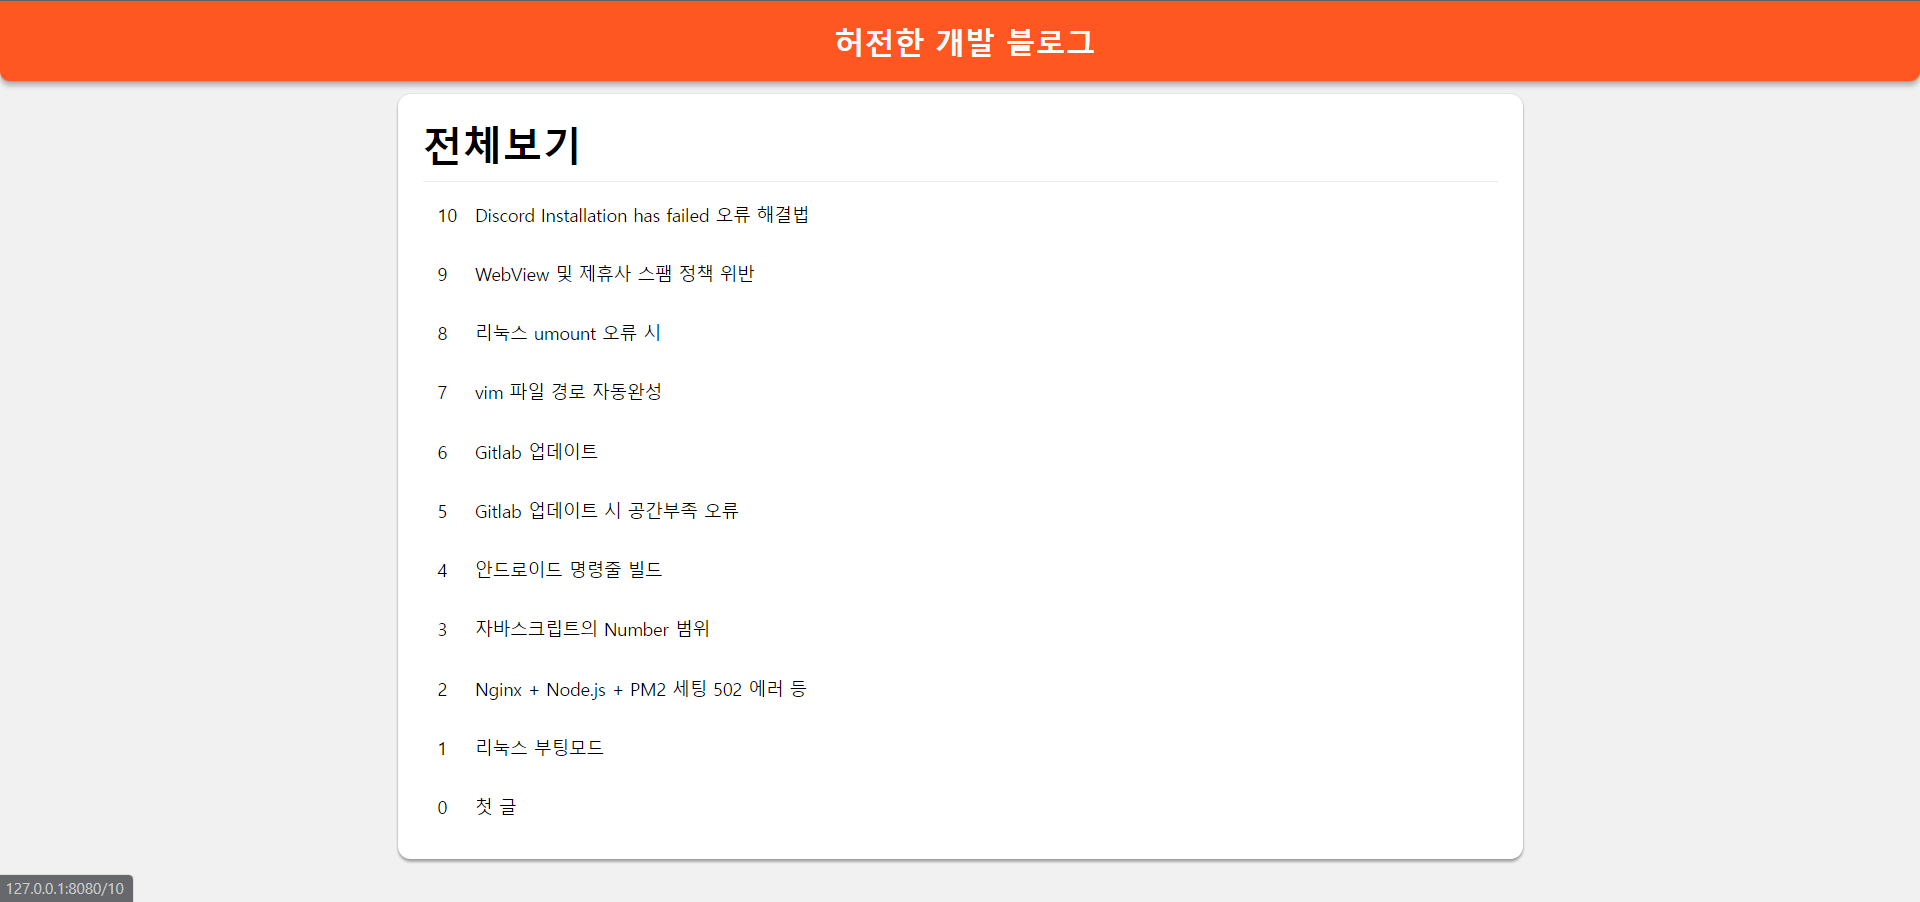 허전한 개발 블로그
전체보기
10 Discord Installation has failed 오류 해결법
9 WebView 및 제휴사 스팸 정책 위반
8 리눅스 umount 오류 시
7 vim 파일 경로 자동완성
6 Gitlab 업데이트
5 Gitlab 업데이트 시 공간부족 오류
4 안드로이드 명령줄 빌드
3 자바스크립트의 Number 범위
2 Nginx + Node.js + PM2 세팅 502 에러 등
1 리눅스 부팅모드
0 첫 글
127.0.0.1:8080/10